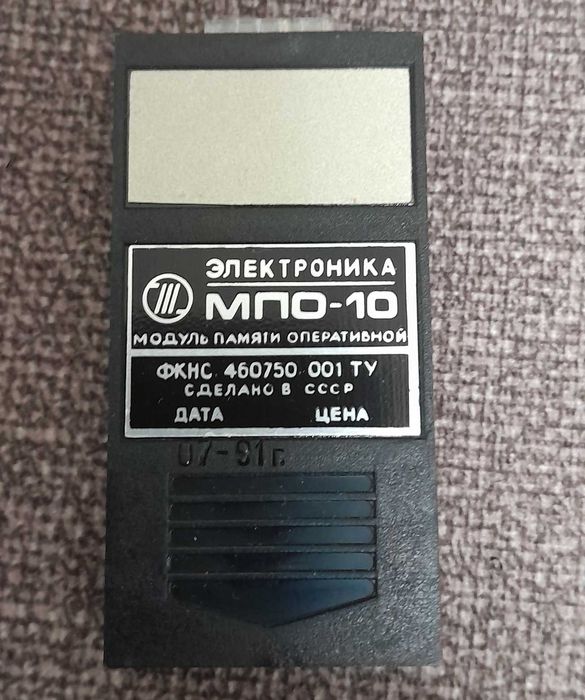 ЭЛЕКТРОНИКА
МПО-10
МОДУЛЬ ПАМЯТИ ОПЕРАТИВНОЙ
ФКНС 460750 001 ТУ
СДЕЛАНО В СССР
ДАТА ЦЕНА
07-91г.